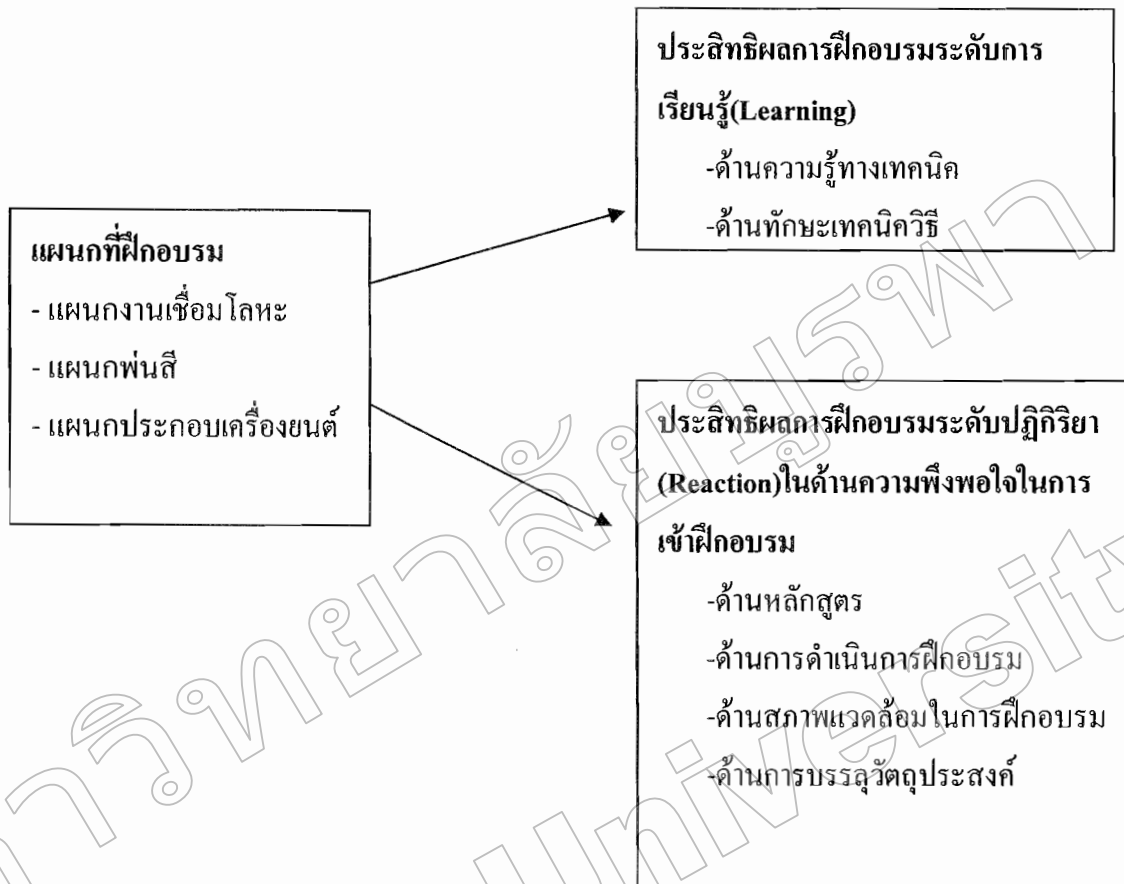 แผนกที่ฝึกอบรม
- แผนกงานเชื่อมโลหะ
- แผนกพ่นสี
- แผนกประกอบเครื่องยนต์
ประสิทธิผลการฝึกอบรมระดับการ
เรียนรู้(Learning)
-ด้านความรู้ทางเทคนิค
-ด้านทักษะเทคนิควิธี
ประสิทธิผลการฝึกอบรมระดับปฏิกิริยา
(Reaction)ในด้านความพึงพอใจในการ
เข้าฝึกอบรม
-ด้านหลักสูตร
-ด้านการดำเนินการฝึกอบรม
-ด้านสภาพแวดล้อมในการฝึกอบรม
-ด้านการบรรลุวัตถุประสงค์
าวิทยาลัยบูรพา
University